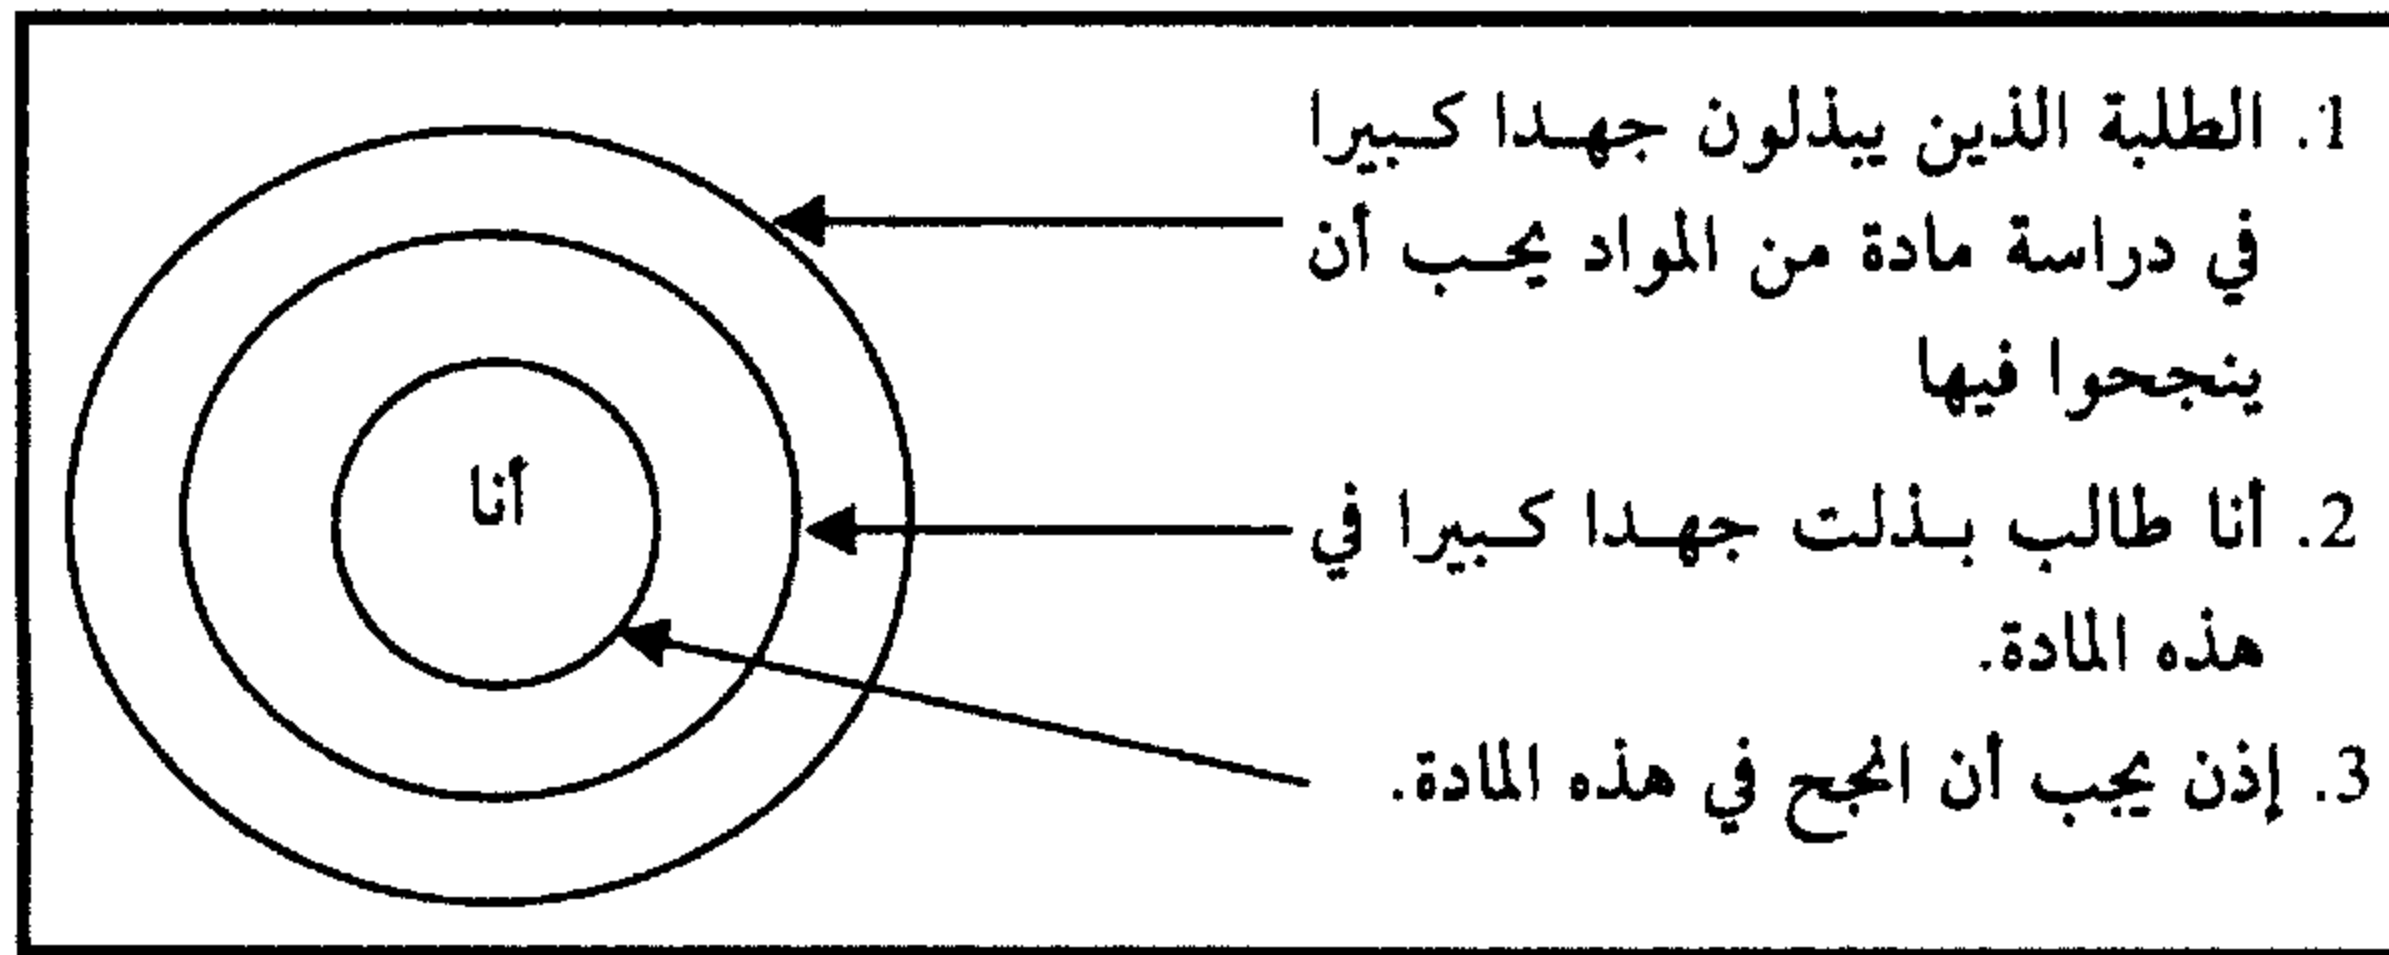 1. الطلبة الذين يبذلون جهدا كبيرا
في دراسة مادة من المواد يجب أن
ينجحوا فيها
أنا
2. أنا طالب بذلت جهدا كبيرا في
هذه المادة.
3. إذن يجب أن انجح في هذه المادة.